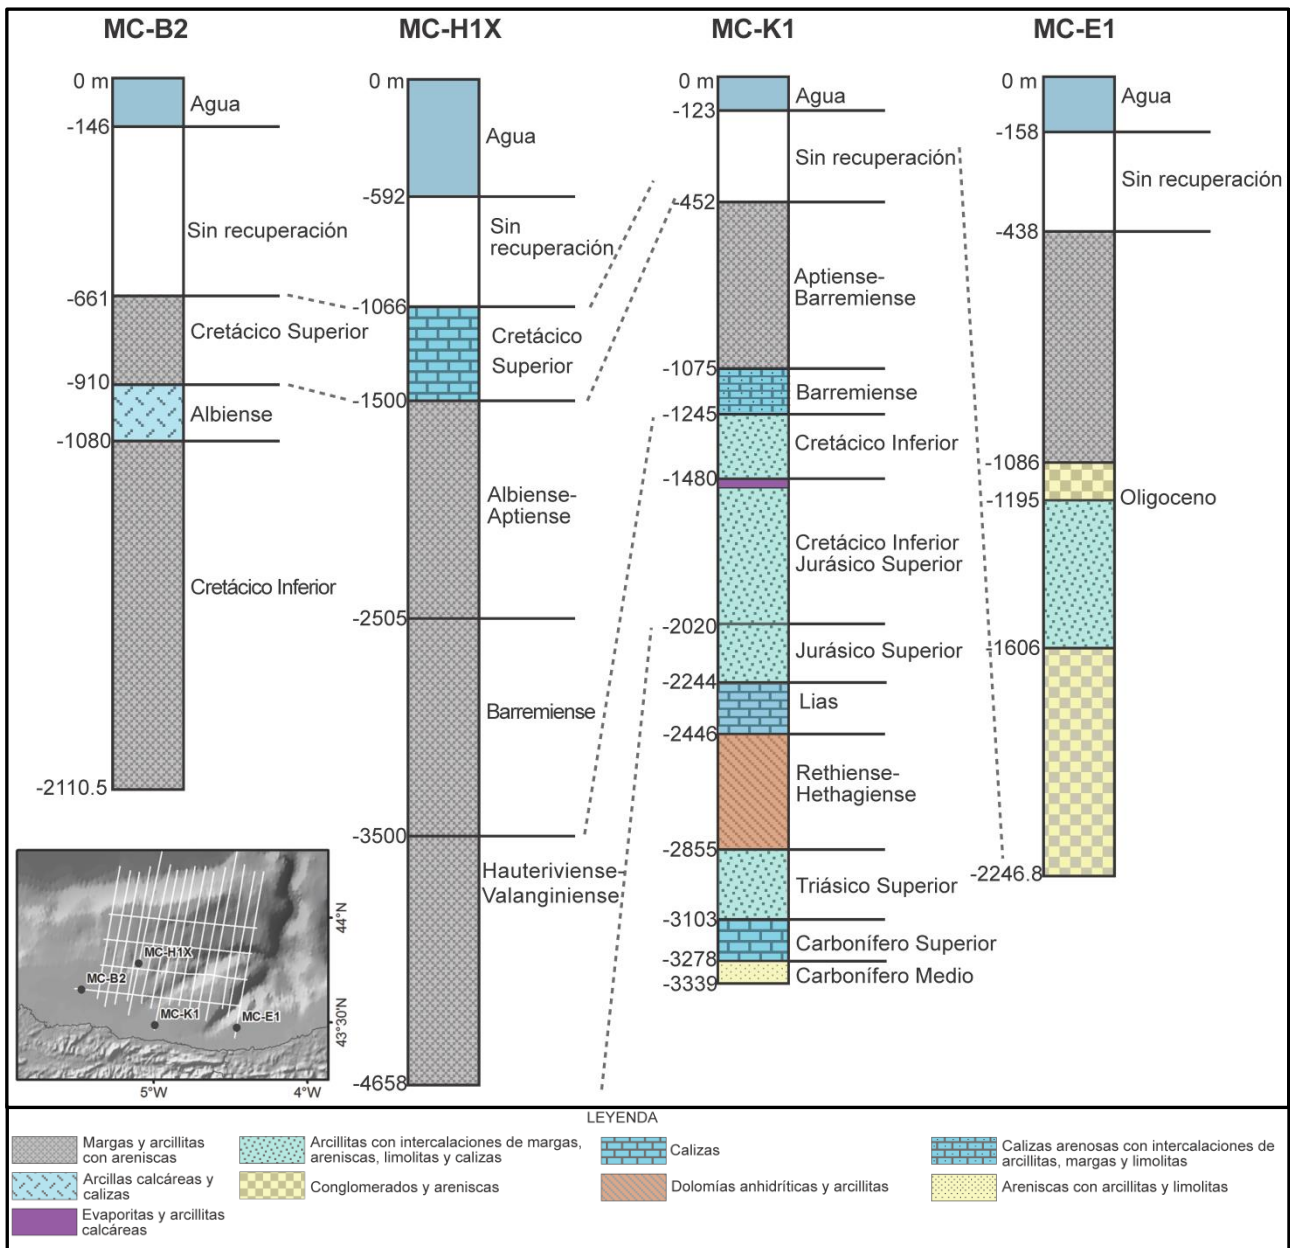 MC-B2
0 m
Agua
-146
Sin recuperación
-661
Cretácico Superior
-910
Albiense
-1080
Cretácico Inferior
-2110.5
MC-H1X
0 m
Agua
-592
Sin
recuperación
-1066
Cretácico
Superior
-1500
Albiense-
Aptiense
-2505
Barremiense
-3500
Hauteriviense-
Valanginiense
-4658
MC-K1
0 m
Agua
-123
Sin recuperación
-452
Aptiense-
Barremiense
-1075
Barremiense
-1245
Cretácico Inferior
-1480
Cretácico Inferior
Jurásico Superior
-2020
Jurásico Superior
-2244
Lias
-2446
Rethiense-
Hethagiense
-2855
Triásico Superior
-3103
Carbonífero Superior
-3278
Carbonífero Medio
-3339
MC-E1
0 m
Agua
-158
Sin recuperación
-438
-1086
Oligoceno
-1195
-1606
-2246.8
MC-H1X
MC-B2
MC-K1
MC-E1
44°N
43°30'N
5°W
4°W
LEYENDA
Margas y arcillitas
con areniscas
Arcillitas con intercalaciones de margas,
areniscas, limolitas y calizas
Calizas
Calizas arenosas con intercalaciones de
arcillitas, margas y limolitas
Arcillas calcáreas y
calizas
Conglomerados y areniscas
Dolomías anhidríticas y arcillitas
Areniscas con arcillitas y limolitas
Evaporitas y arcillitas
calcáreas